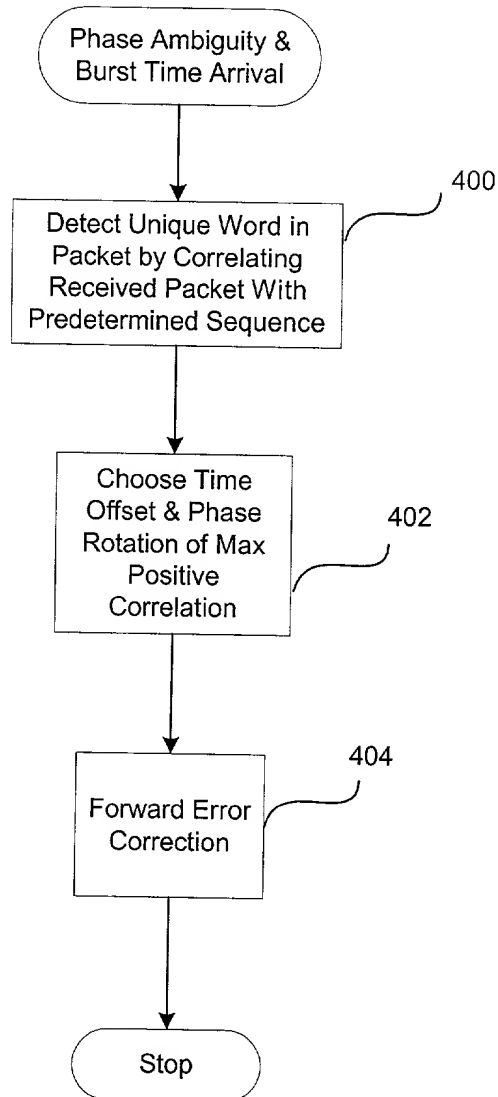 Phase Ambiguity &
Burst Time Arrival
400
Detect Unique Word in
Packet by Correlating
Received Packet With
Predetermined Sequence
Choose Time
Offset & Phase
Rotation of Max
Positive
Correlation
402
404
Forward Error
Correction
Stop